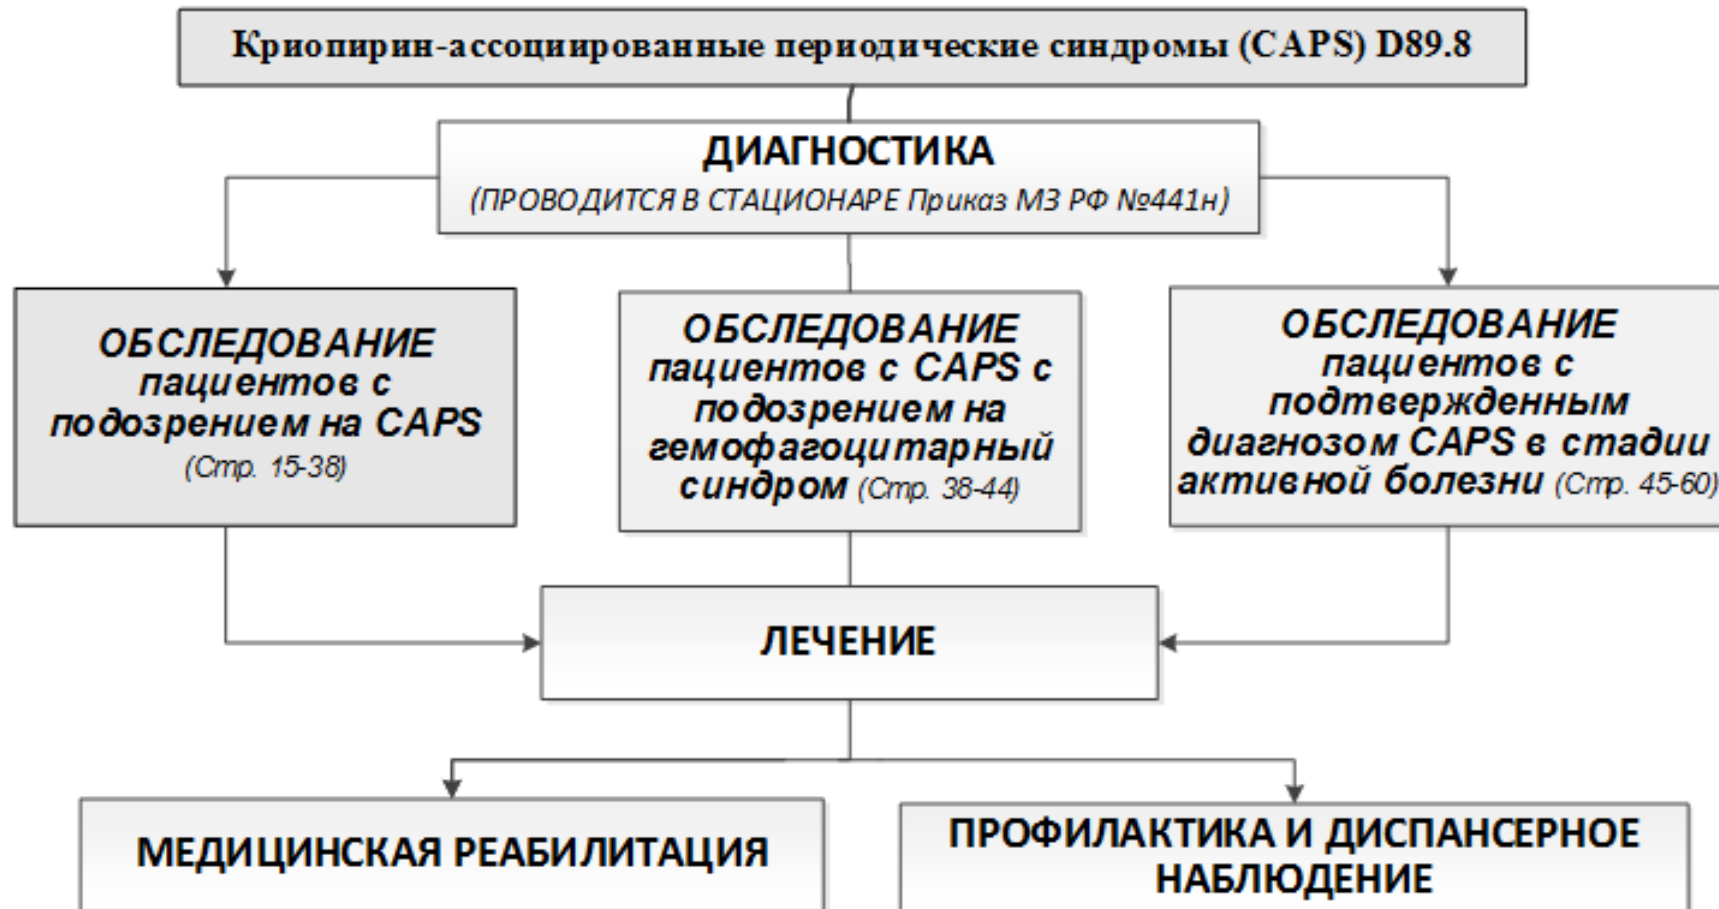 Криопирин-ассоциированные периодические синдромы (CAPS) D89.8
ДИАГНОСТИКА
(ПРОВОДИТСЯ В СТАЦИОНАРЕ Приказ МЗ РФ №441н)
ОБСЛЕДОВАНИЕ
пациентов с
подозрением на CAPS
(Стр. 15-38)
ОБСЛЕДОВАНИЕ
пациентов с CAPS с
подозрением на
гемофагоцитарный
синдром (Стр. 38-44)
ОБСЛЕДОВАНИЕ
пациентов с
подтвержденным
диагнозом CAPS в стадии
активной болезни (Стр. 45-60)
ЛЕЧЕНИЕ
МЕДИЦИНСКАЯ РЕАБИЛИТАЦИЯ
ПРОФИЛАКТИКА И ДИСПАНСЕРНОЕ
НАБЛЮДЕНИЕ